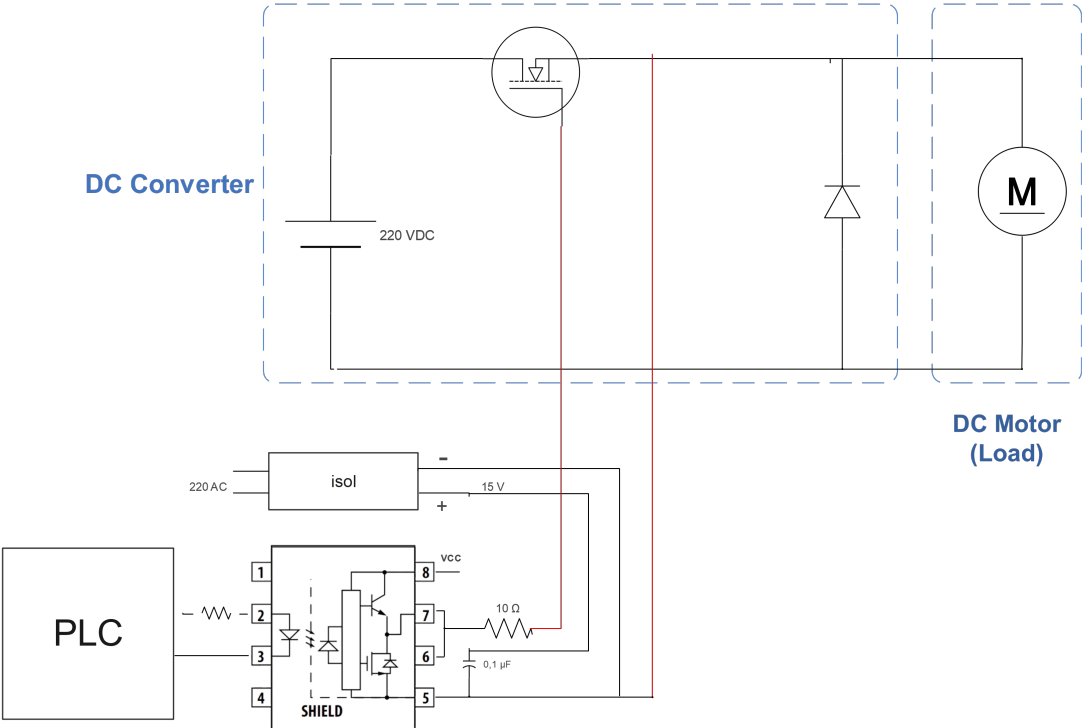 DC Converter
220 VDC
M
DC Motor
(Load)
-
220 AC
isol
15 V
+
PLC
1
2
3
4
SHIELD
8
7
6
5
vcc
10 Ω
0,1 µF